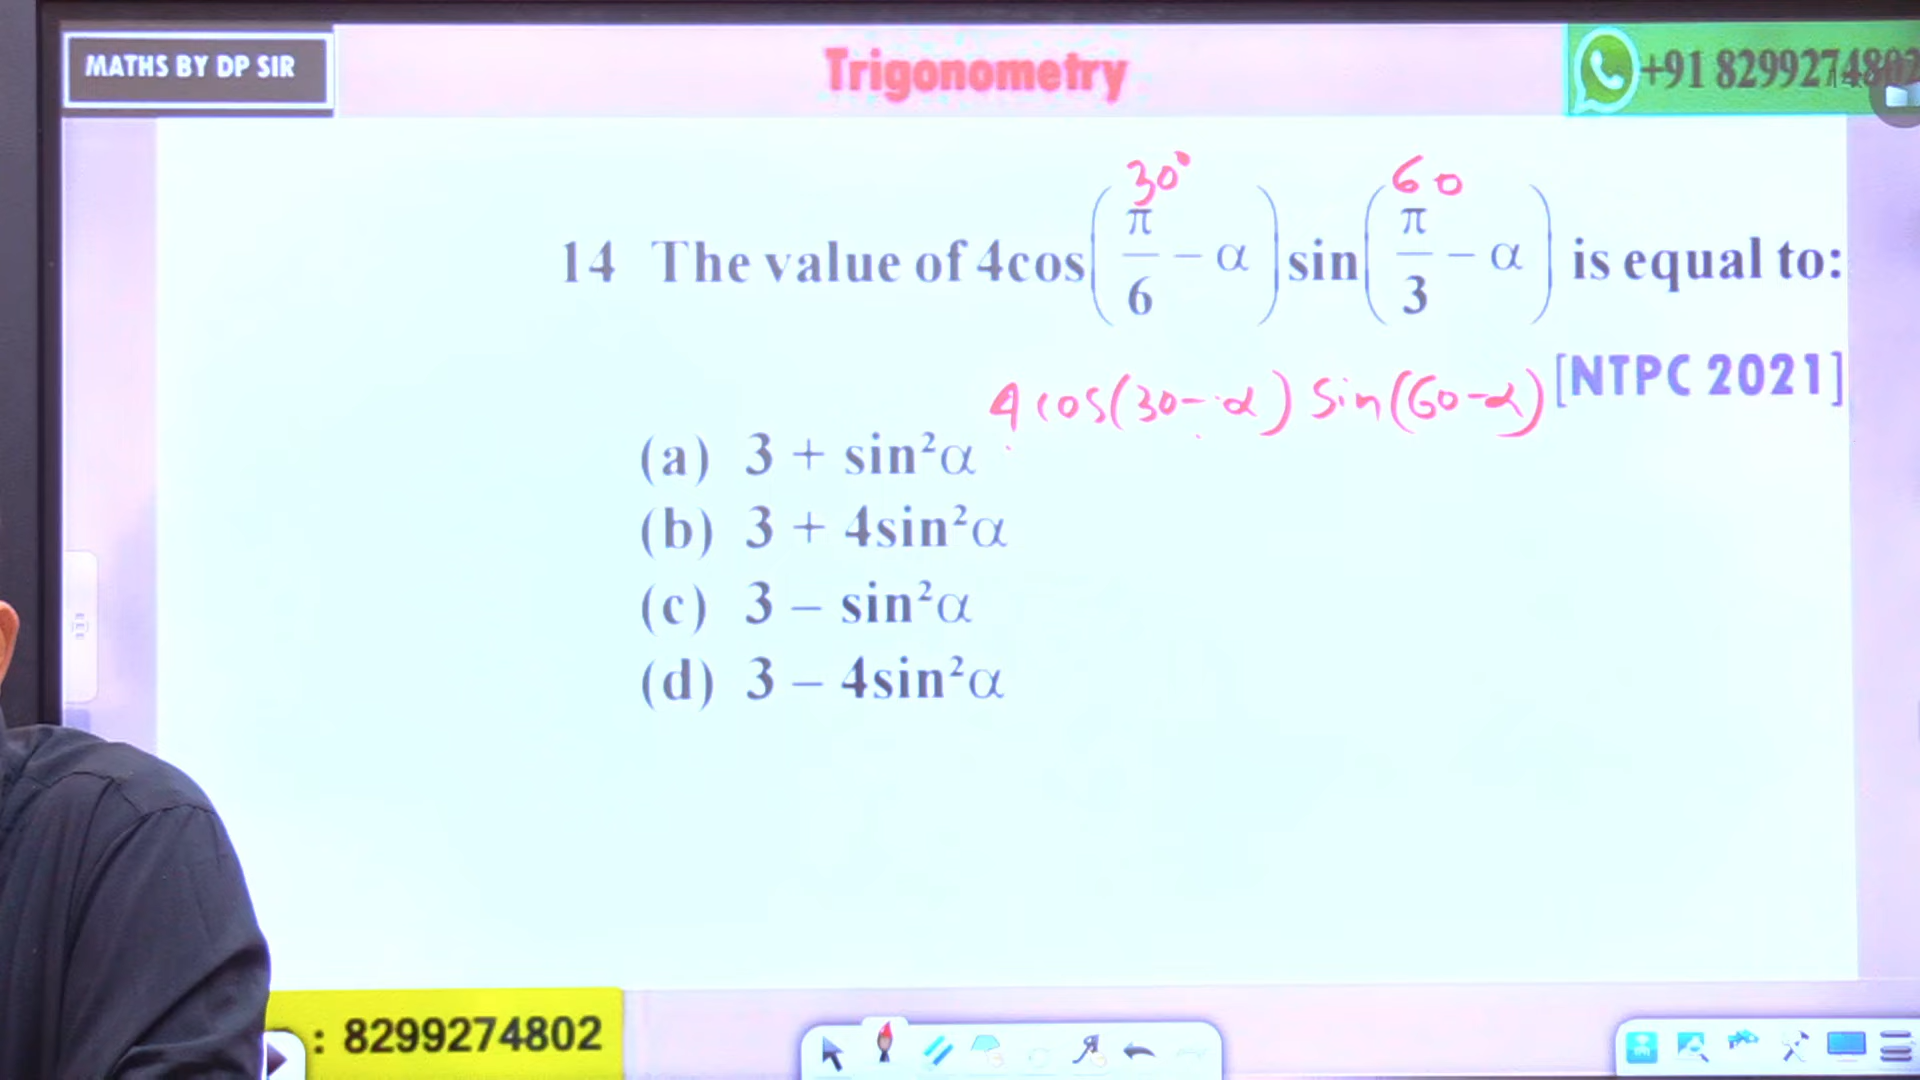 MATHS BY DP SIR
Trigonometry
+91 8299274802
30° 60
14 The value of 4cos(π/6 − α)sin(π/3 − α) is equal to:
[NTPC 2021]
4cos(30-α) sin(60-α)
(a) 3 + sin²α
(b) 3 + 4sin²α
(c) 3 – sin²α
(d) 3 – 4sin²α
: 8299274802